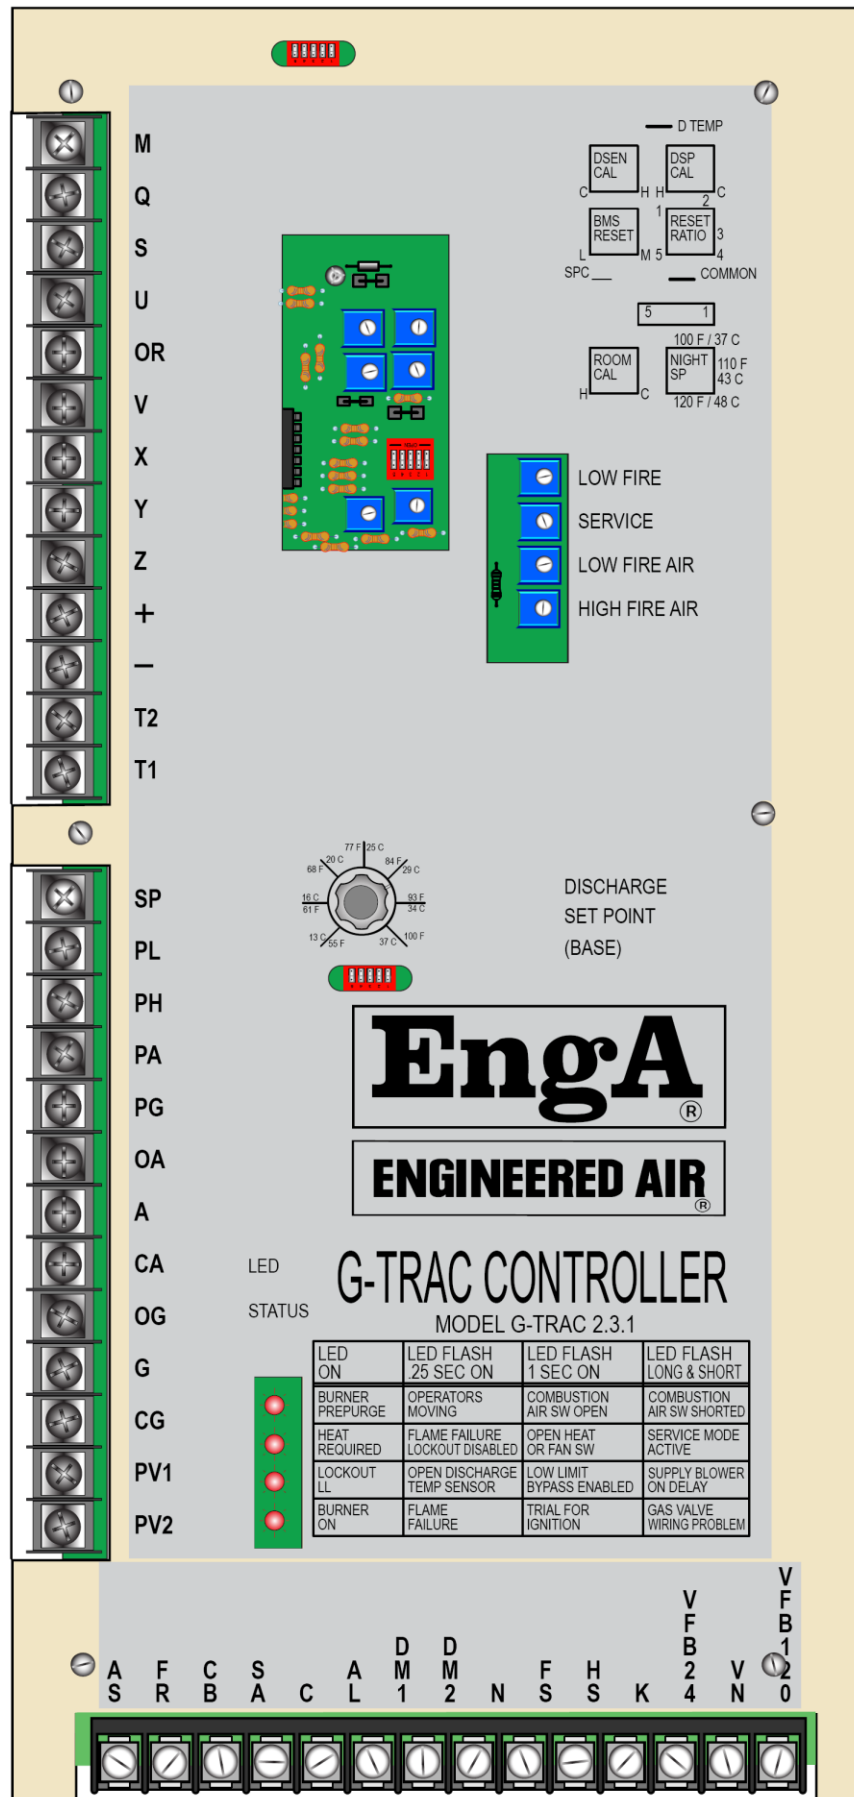 D TEMP
DSEN
CAL
DSP
CAL
C
H
H
C
1
2
BMS
RESET
RESET
RATIO
3
L
M
5
4
SPC
COMMON
5
1
100 F / 37 C
ROOM
CAL
NIGHT
SP
110 F
43 C
H
C
120 F / 48 C
M
Q
S
U
OR
V
X
Y
Z
+
−
T2
T1
LOW FIRE
SERVICE
LOW FIRE AIR
HIGH FIRE AIR
77 F
25 C
20 C
68 F
84 F
29 C
16 C
61 F
93 F
34 C
13 C
55 F
37 C
100 F
DISCHARGE
SET POINT
(BASE)
SP
PL
PH
PA
PG
OA
A
CA
OG
G
CG
PV1
PV2
EngA
®
ENGINEERED AIR
®
LED
STATUS
G-TRAC CONTROLLER
MODEL G-TRAC 2.3.1
LED
ON
LED FLASH
.25 SEC ON
LED FLASH
1 SEC ON
LED FLASH
LONG & SHORT
BURNER
PREPURGE
OPERATORS
MOVING
COMBUSTION
AIR SW OPEN
COMBUSTION
AIR SW SHORTED
HEAT
REQUIRED
FLAME FAILURE
LOCKOUT DISABLED
OPEN HEAT
OR FAN SW
SERVICE MODE
ACTIVE
LOCKOUT
LL
OPEN DISCHARGE
TEMP SENSOR
LOW LIMIT
BYPASS ENABLED
SUPPLY BLOWER
ON DELAY
BURNER
ON
FLAME
FAILURE
TRIAL FOR
IGNITION
GAS VALVE
WIRING PROBLEM
AS
FR
CB
SA
C
AL
DM1
DM2
N
FS
HS
K
VFB24
VN
VFB120